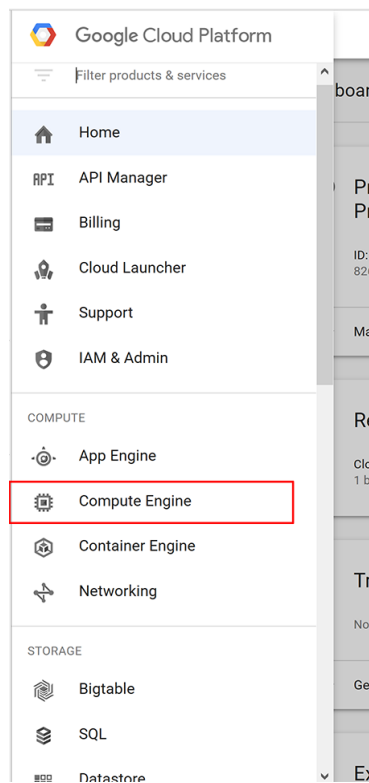 Google Cloud Platform
Filter products & services
Home
API Manager
Billing
Cloud Launcher
Support
IAM & Admin
COMPUTE
App Engine
Compute Engine
Container Engine
Networking
STORAGE
Bigtable
SQL
Datastore
ID: